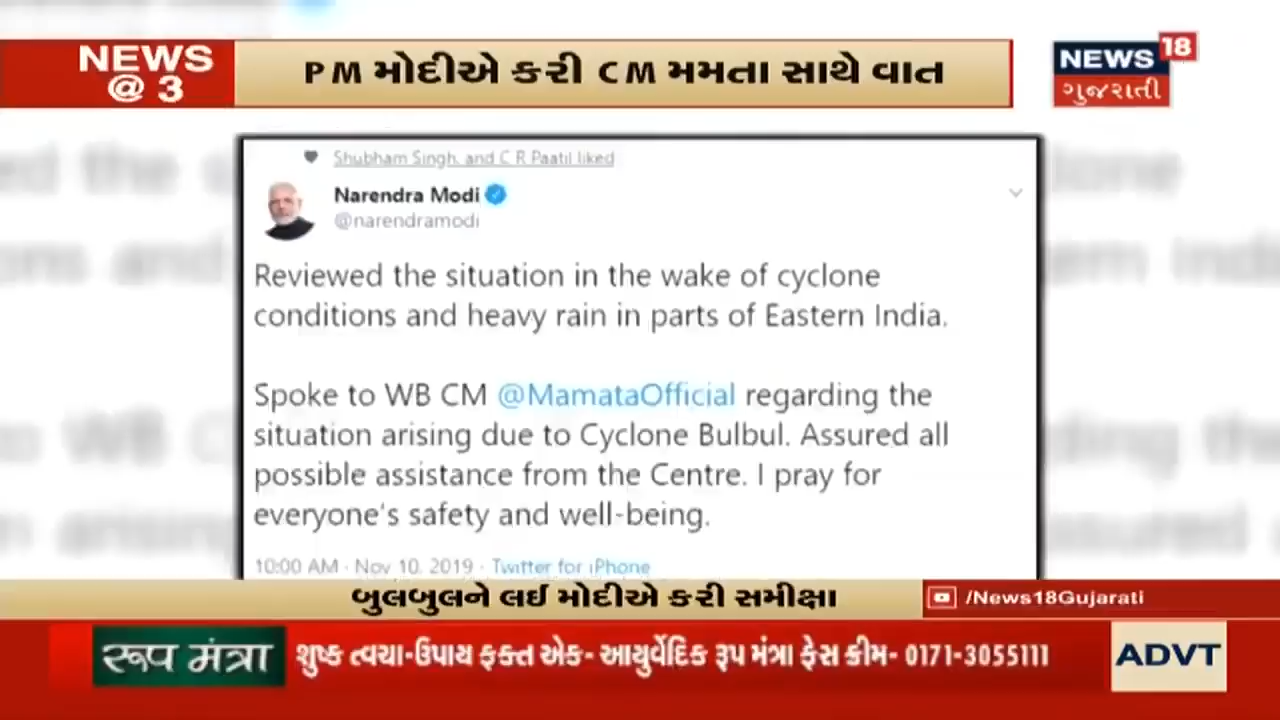 NEWS
@ 3
PM મોદીએ કરી CM મમતા સાથે વાત
NEWS 18
ગુજરાતી
Shubham Singh, and C R Paatil liked
Narendra Modi
@narendramodi
Reviewed the situation in the wake of cyclone
conditions and heavy rain in parts of Eastern India.
Spoke to WB CM @MamataOfficial regarding the
situation arising due to Cyclone Bulbul. Assured all
possible assistance from the Centre. I pray for
everyone's safety and well-being.
10:00 AM · Nov 10, 2019 · Twitter for iPhone
બુલબુલને લઈ મોદીએ કરી સમીક્ષા
/News18Gujarati
રૂપ મંત્રા
શુષ્ક ત્વચા-ઉપાય ફક્ત એક- આયુર્વેદિક રૂપ મંત્રા ફેસ ક્રીમ- 0171-3055111
ADVT